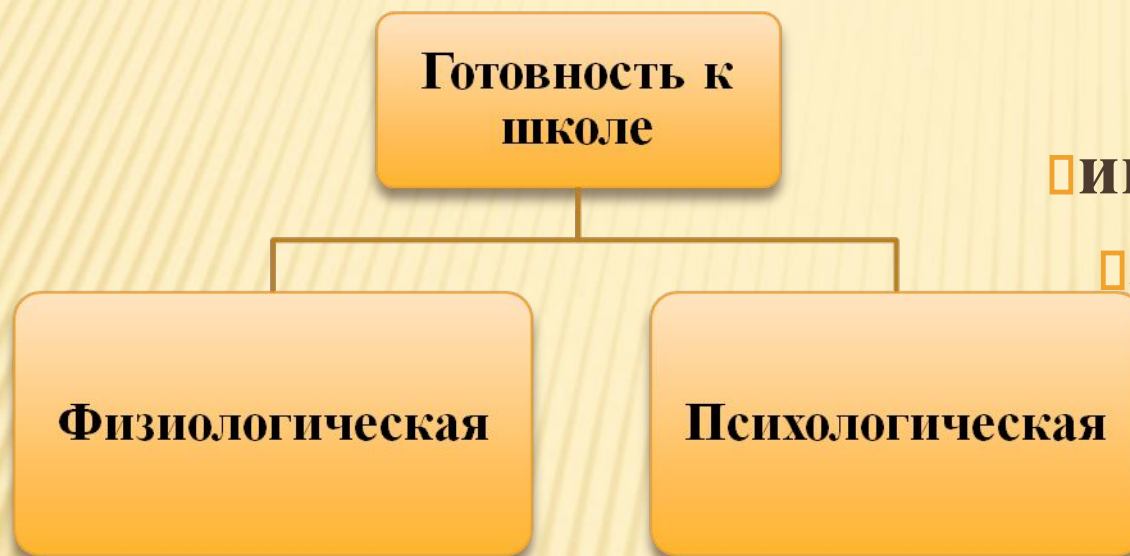 Готовность к
школе
Физиологическая
Психологическая